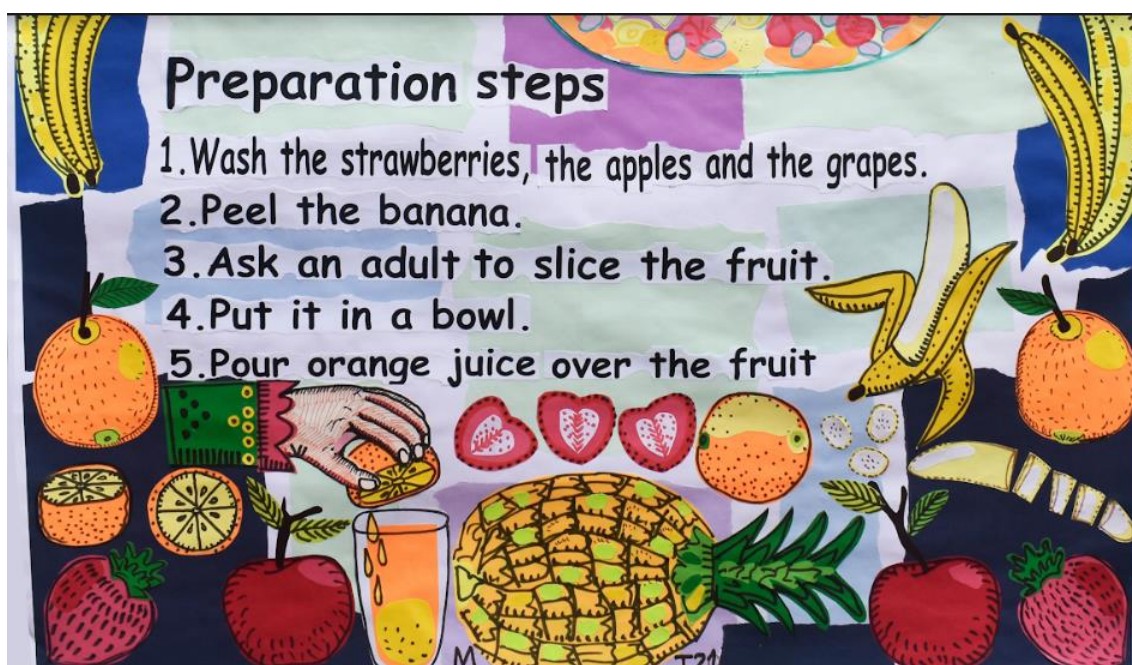 Preparation steps
1.Wash the strawberries, the apples and the grapes.
2.Peel the banana.
3.Ask an adult to slice the fruit.
4.Put it in a bowl.
5.Pour orange juice over the fruit
M T21